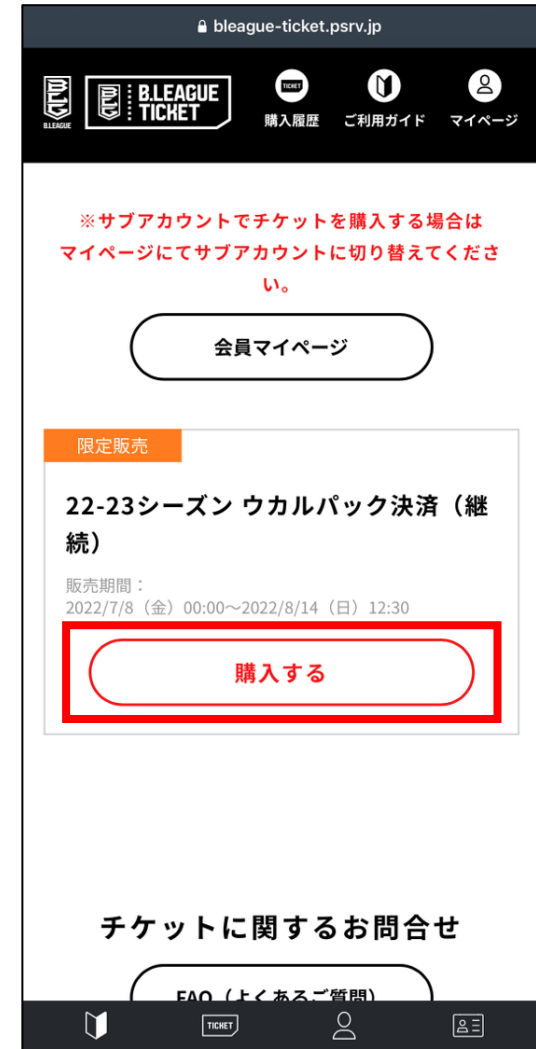 bleague-ticket.psrv.jp
B.LEAGUE
B.LEAGUE
TICKET
TICKET
購入履歴
ご利用ガイド
マイページ
※サブアカウントでチケットを購入する場合は
マイページにてサブアカウントに切り替えてくださ
い。
会員マイページ
限定販売
22-23シーズン ウカルパック決済（継
続）
販売期間：
2022/7/8（金）00:00～2022/8/14（日）12:30
購入する
チケットに関するお問合せ
FAQ（よくあるご質問）
TICKET